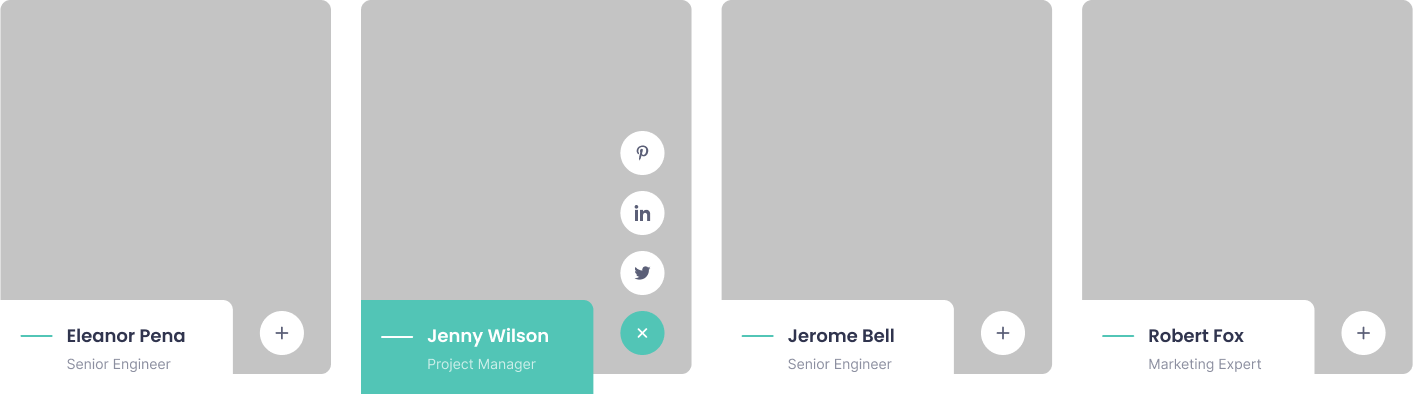 Eleanor Pena
Senior Engineer
Jenny Wilson
Project Manager
Jerome Bell
Senior Engineer
Robert Fox
Marketing Expert